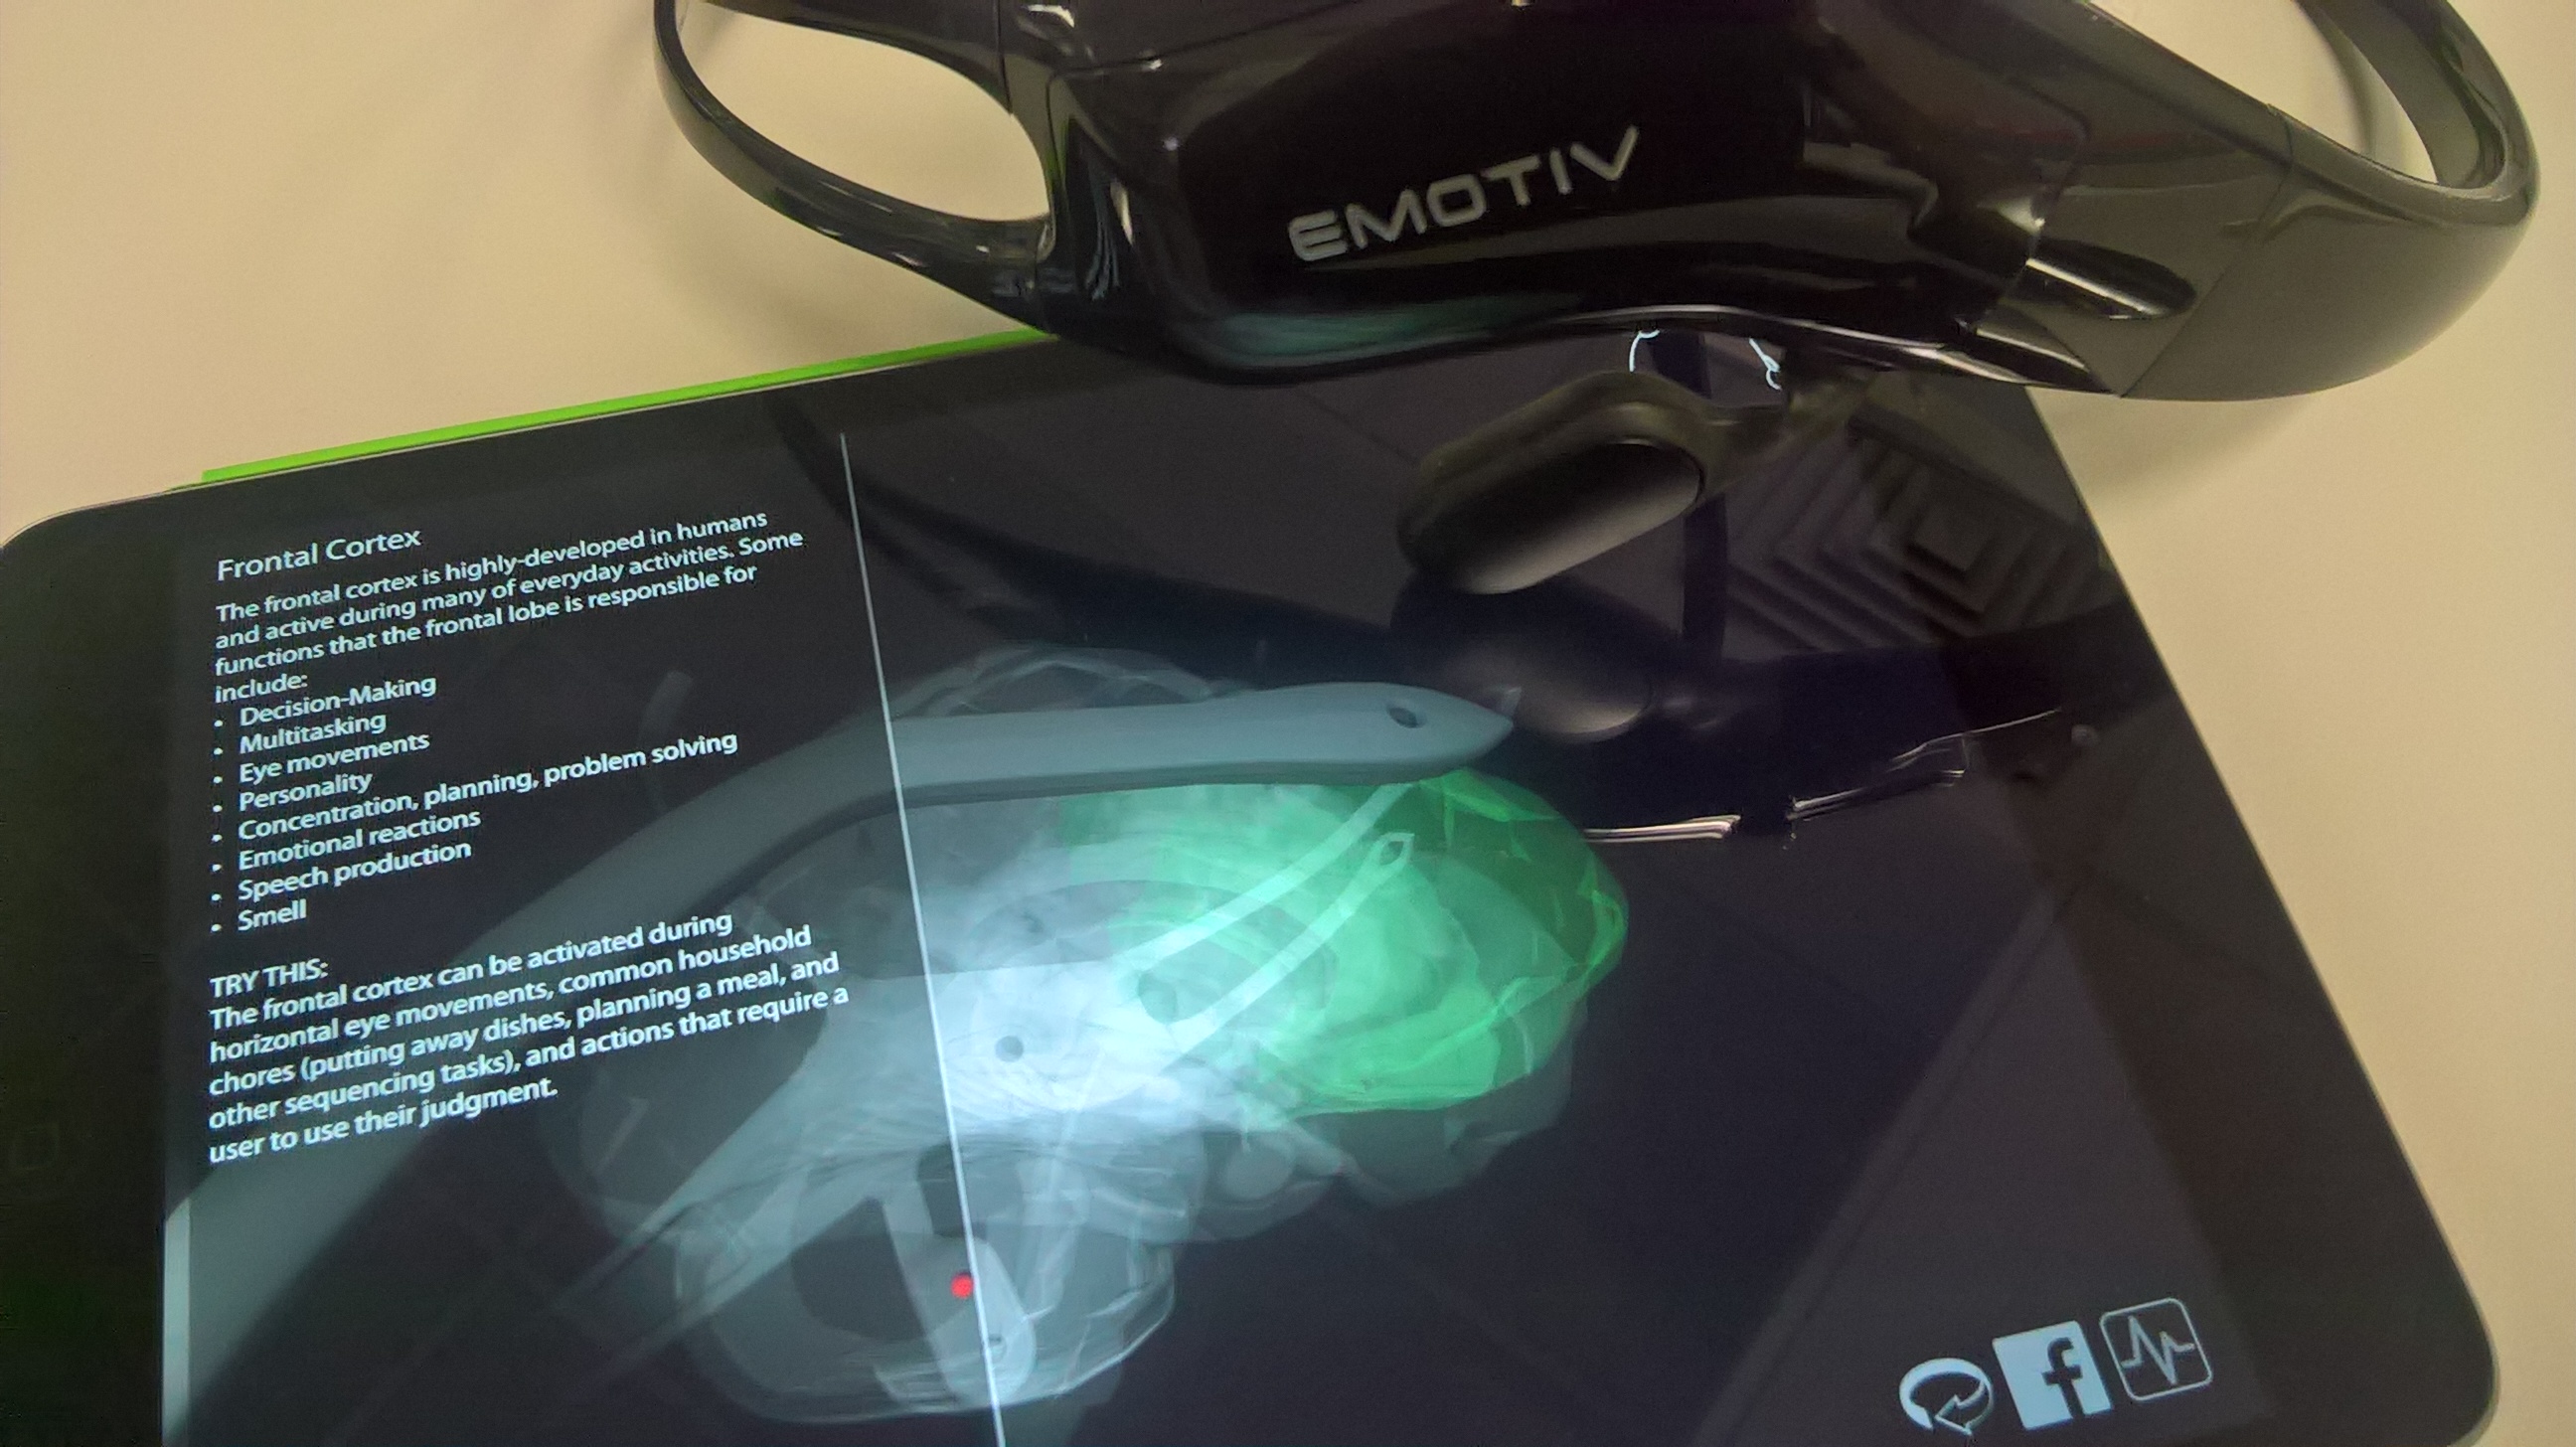 EMOTIV
Frontal Cortex
The frontal cortex is highly-developed in humans
and active during many of everyday activities. Some
functions that the frontal lobe is responsible for
include:
• Decision-Making
• Multitasking
• Eye movements
• Personality
• Concentration, planning, problem solving
• Emotional reactions
• Speech production
• Smell
TRY THIS:
The frontal cortex can be activated during
horizontal eye movements, common household
chores (putting away dishes, planning a meal, and
other sequencing tasks), and actions that require a
user to use their judgment.
f